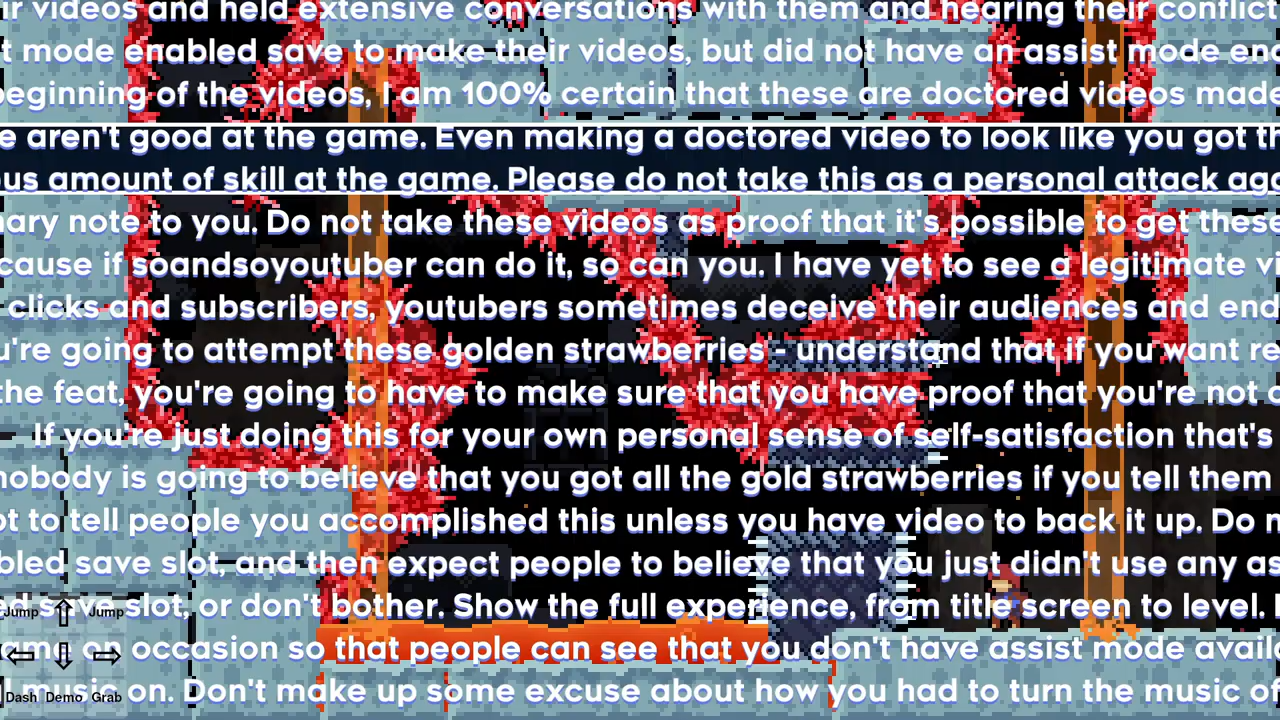 ir videos and held extensive conversations with them and hearing their conflict
t mode enabled save to make their videos, but did not have an assist mode ena
beginning of the videos, I am 100% certain that these are doctored videos made
e aren't good at the game. Even making a doctored video to look like you got th
ous amount of skill at the game. Please do not take this as a personal attack aga
nary note to you. Do not take these videos as proof that it's possible to get these
cause if soandsoyoutuber can do it, so can you. I have yet to see a legitimate vi
clicks and subscribers, youtubers sometimes deceive their audiences and end
u're going to attempt these golden strawberries - understand that if you want re
the feat, you're going to have to make sure that you have proof that you're not c
If you're just doing this for your own personal sense of self-satisfaction that's
nobody is going to believe that you got all the gold strawberries if you tell them
ot to tell people you accomplished this unless you have video to back it up. Do n
bled save slot, and then expect people to believe that you just didn't use any as
d save slot, or don't bother. Show the full experience, from title screen to level. I
Jump Jump
occasion so that people can see that you don't have assist mode availa
on. Don't make up some excuse about how you had to turn the music of
Dash Demo Grab